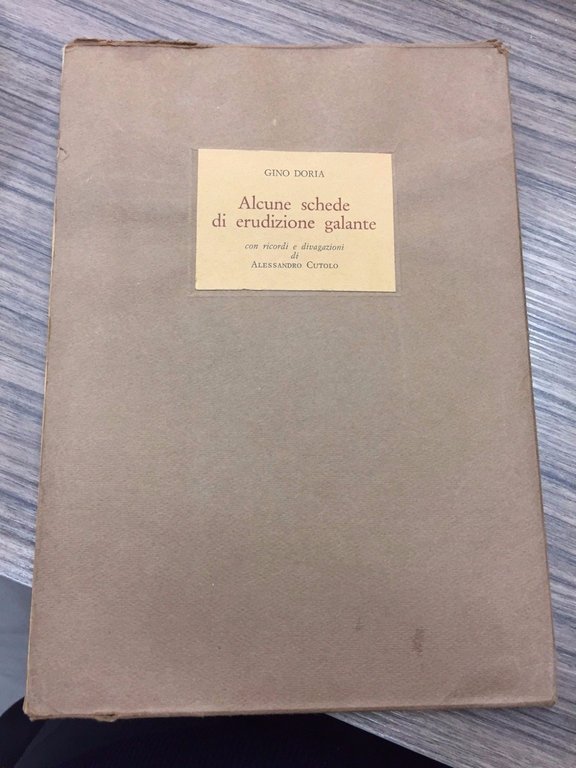 GINO DORIA
Alcune schede
di erudizione galante
con ricordi e divagazioni
di
ALESSANDRO CUTOLO